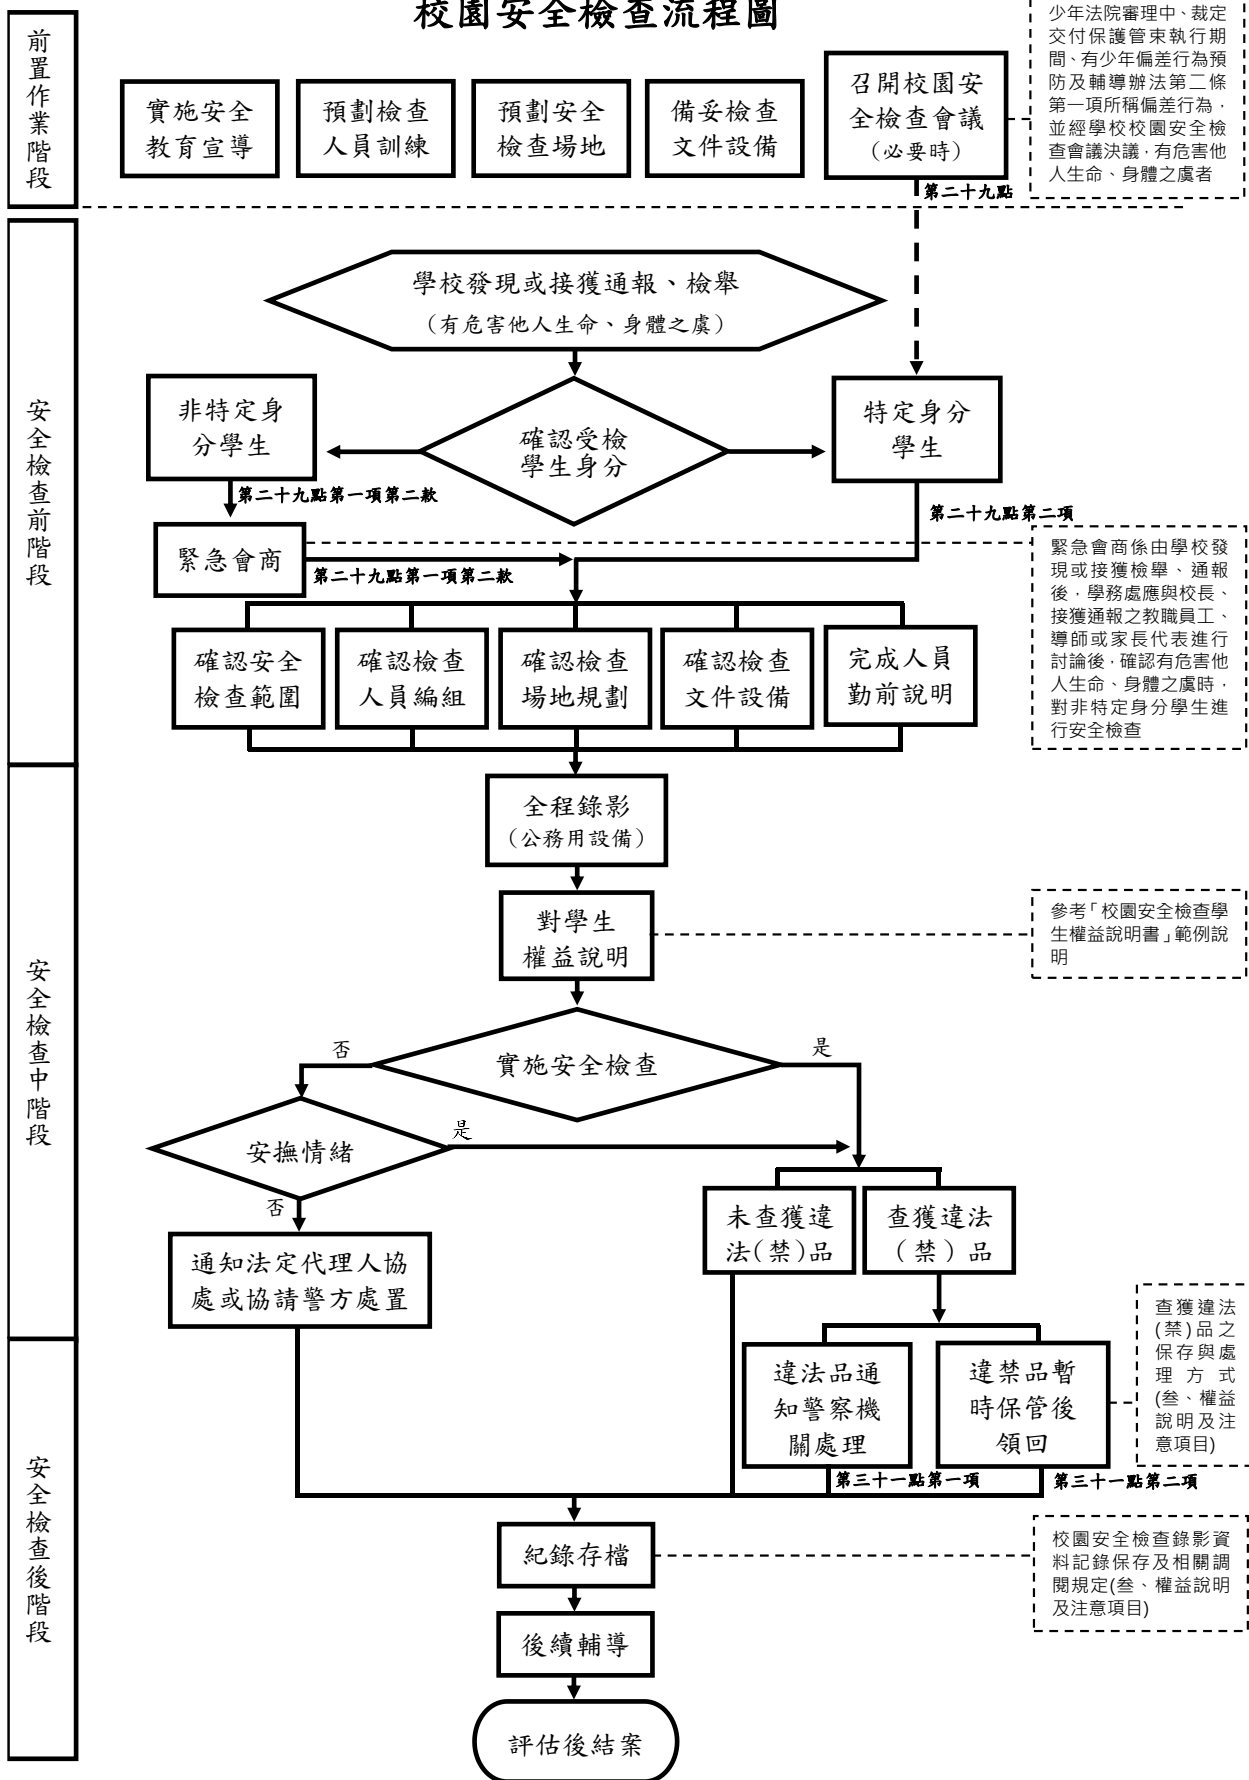 校園安全檢查流程圖
前置作業階段
實施安全
教育宣導
預劃檢查
人員訓練
預劃安全
檢查場地
備妥檢查
文件設備
召開校園安
全檢查會議
(必要時)
少年法院審理中、裁定
交付保護管束執行期
間、有少年偏差行為預
防及輔導辦法第二條
第一項所稱偏差行為，
並經學校校園安全檢
查會議決議，有危害他
人生命、身體之虞者
第二十九點
安全檢查前階段
學校發現或接獲通報、檢舉
（有危害他人生命、身體之虞）
非特定身
分學生
確認受檢
學生身分
特定身分
學生
第二十九點第一項第二款
第二十九點第二項
緊急會商
第二十九點第一項第二款
緊急會商係由學校發
現或接獲檢舉、通報
後，學務處應與校長、
接獲通報之教職員工、
導師或家長代表進行
討論後，確認有危害他
人生命、身體之虞時，
對非特定身分學生進
行安全檢查
確認安全
檢查範圍
確認檢查
人員編組
確認檢查
場地規劃
確認檢查
文件設備
完成人員
勤前說明
安全檢查中階段
全程錄影
（公務用設備）
對學生
權益說明
參考「校園安全檢查學
生權益說明書」範例說
明
實施安全檢查
否
是
安撫情緒
是
否
通知法定代理人協
處或協請警方處置
未查獲違
法(禁)品
查獲違法
（禁）品
查獲違法
(禁)品之
保存與處
理方式
(叁、權益
說明及注
意項目)
違法品通
知警察機
關處理
違禁品暫
時保管後
領回
第三十一點第一項
第三十一點第二項
安全檢查後階段
紀錄存檔
校園安全檢查錄影資
料記錄保存及相關調
閱規定(叁、權益說明
及注意項目)
後續輔導
評估後結案